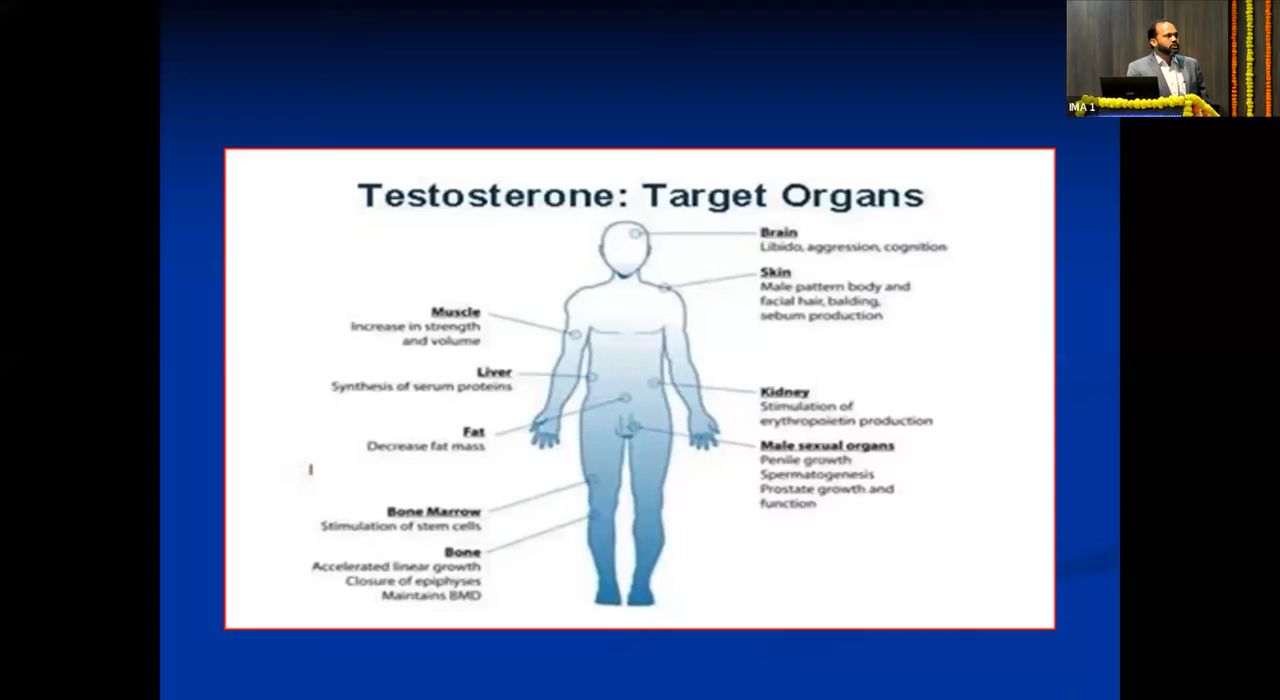 IMA 1
Testosterone: Target Organs
Brain
Libido, aggression, cognition
Skin
Male pattern body and
facial hair, balding,
sebum production
Muscle
Increase in strength
and volume
Liver
Synthesis of serum proteins
Kidney
Stimulation of
erythropoietin production
Fat
Decrease fat mass
Male sexual organs
Penile growth
Spermatogenesis
Prostate growth and
function
Bone Marrow
Stimulation of stem cells
Bone
Accelerated linear growth
Closure of epiphyses
Maintains BMD